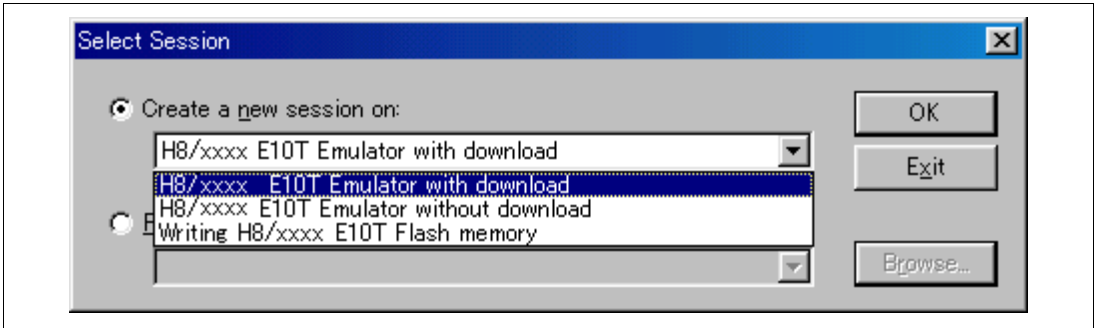 Select Session
Create a new session on:
OK
H8/xxxx E10T Emulator with download
Exit
H8/xxxx E10T Emulator with download
H8/xxxx E10T Emulator without download
Writing H8/xxxx E10T Flash memory
Browse...